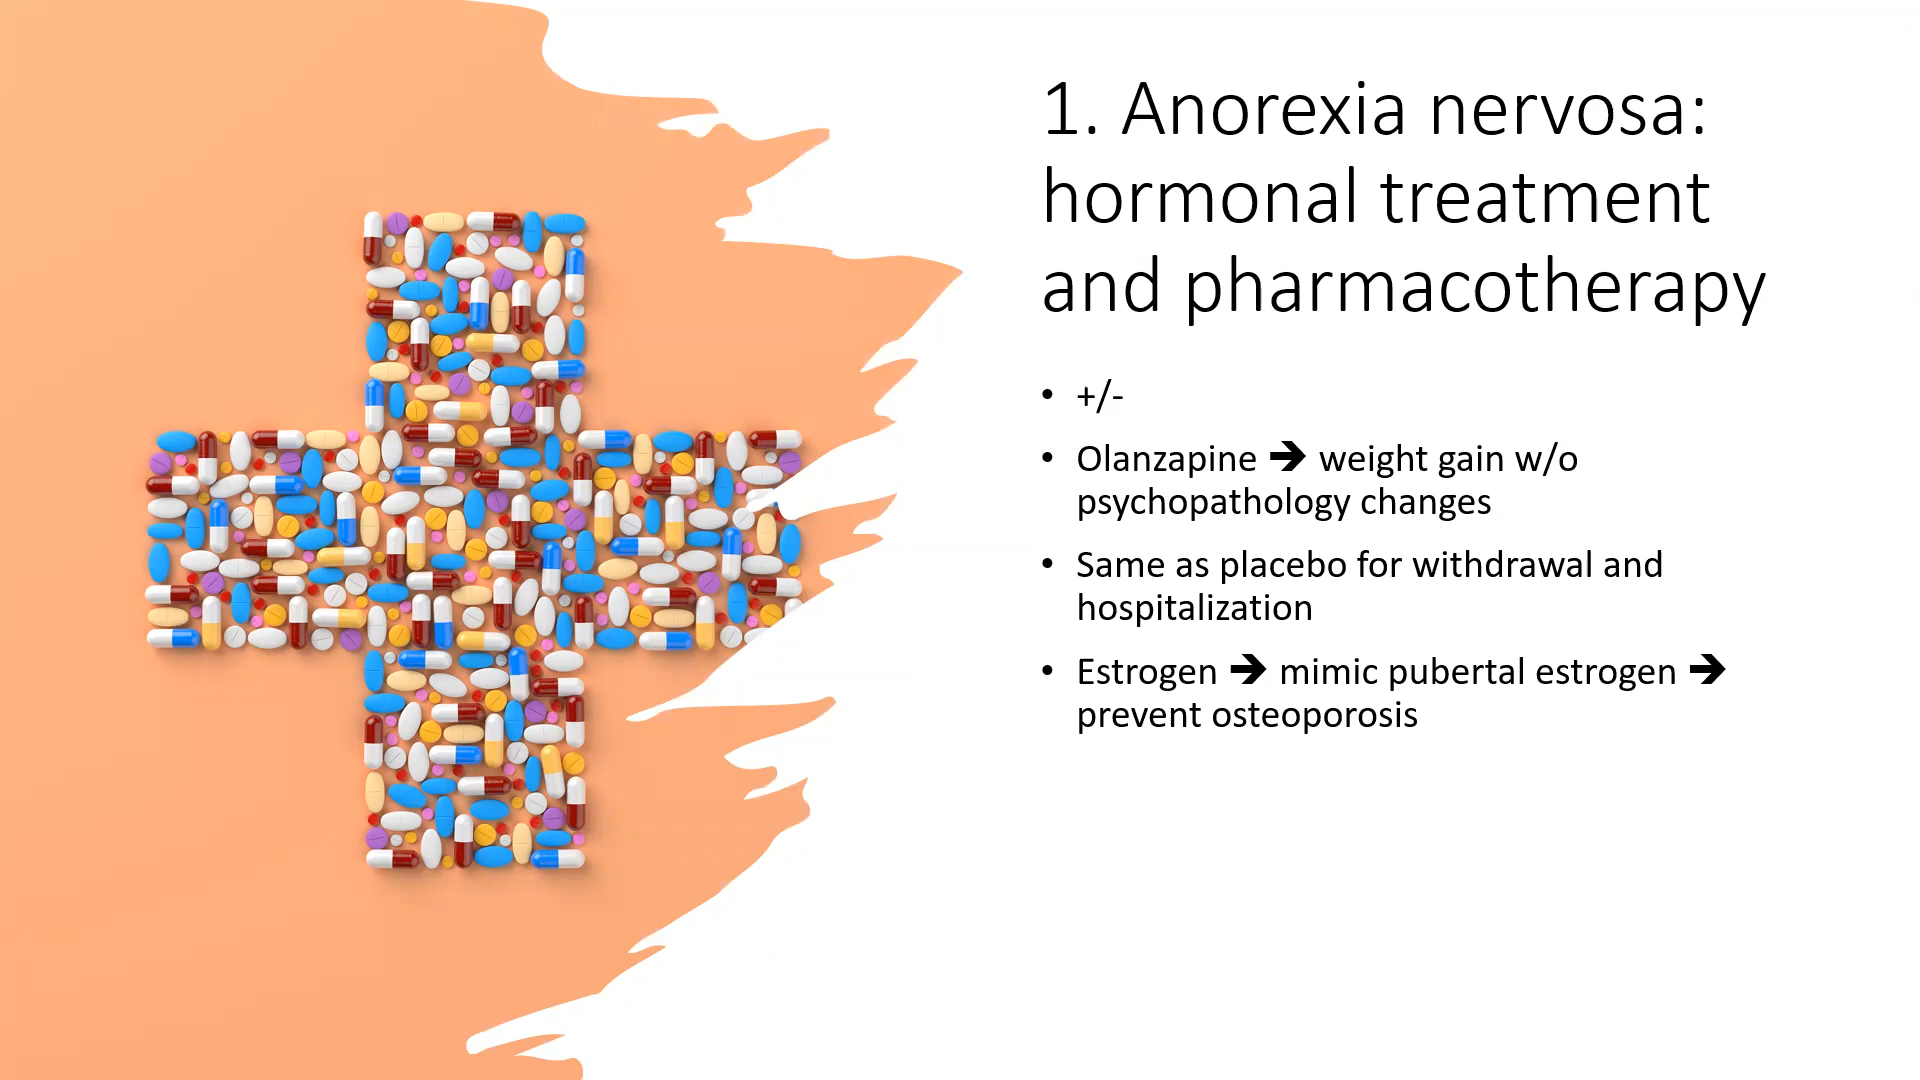 1. Anorexia nervosa:
hormonal treatment
and pharmacotherapy
• +/-
• Olanzapine 🡺 weight gain w/o
psychopathology changes
• Same as placebo for withdrawal and
hospitalization
• Estrogen 🡺 mimic pubertal estrogen 🡺
prevent osteoporosis